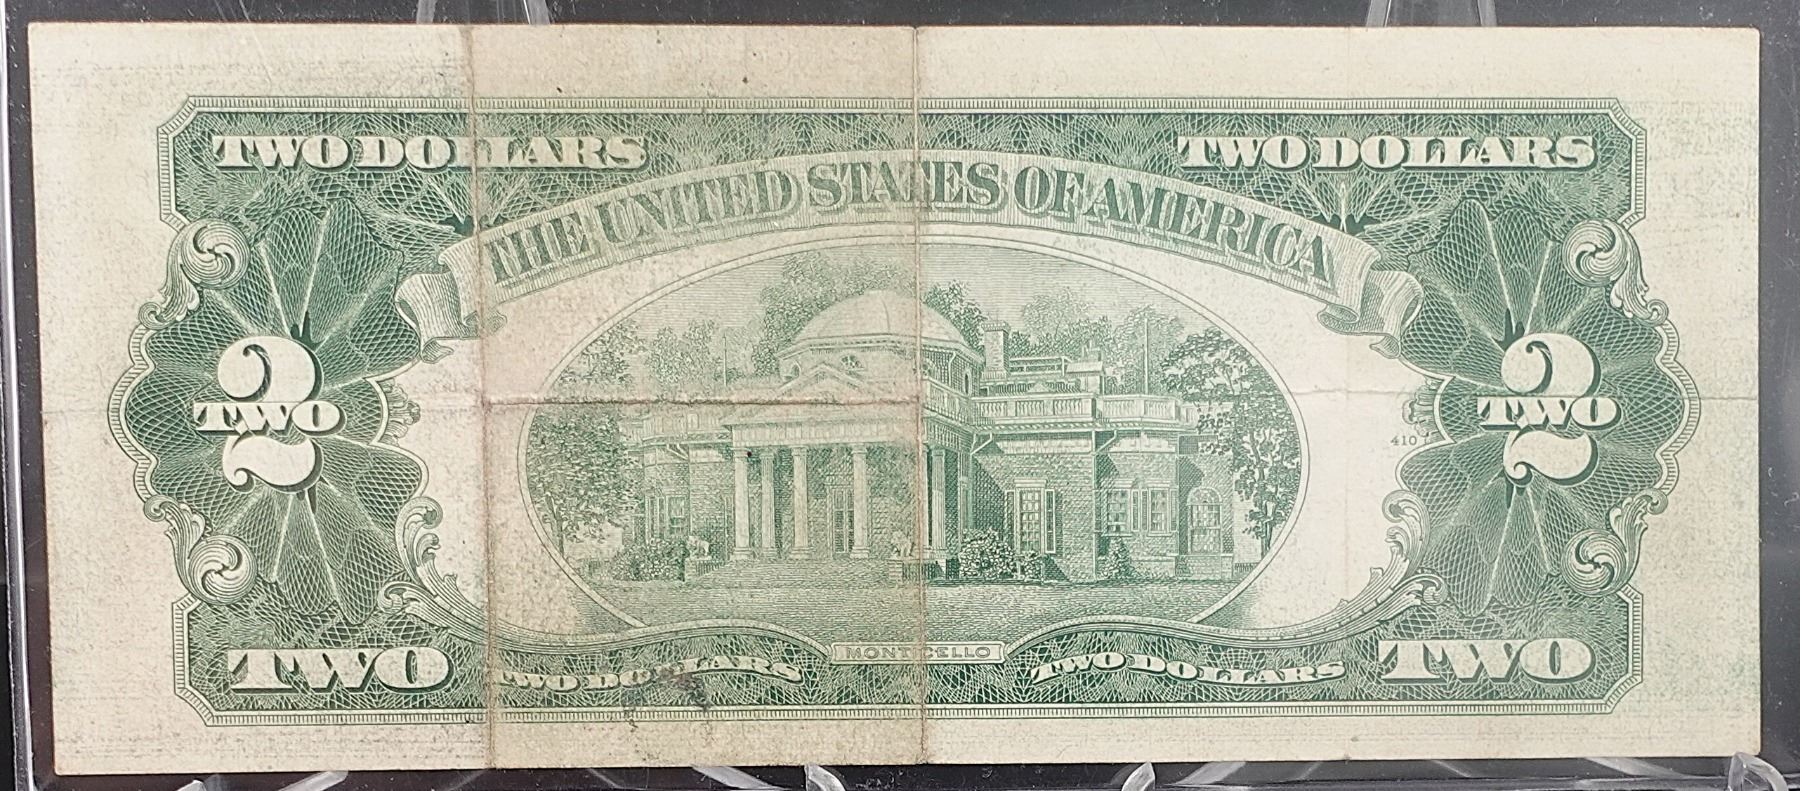 TWO DOLLARS
TWO DOLLARS
THE UNITED STATES OF AMERICA
2
TWO
2
TWO
410
TWO
TWO DOLLARS
MONTICELLO
TWO DOLLARS
TWO